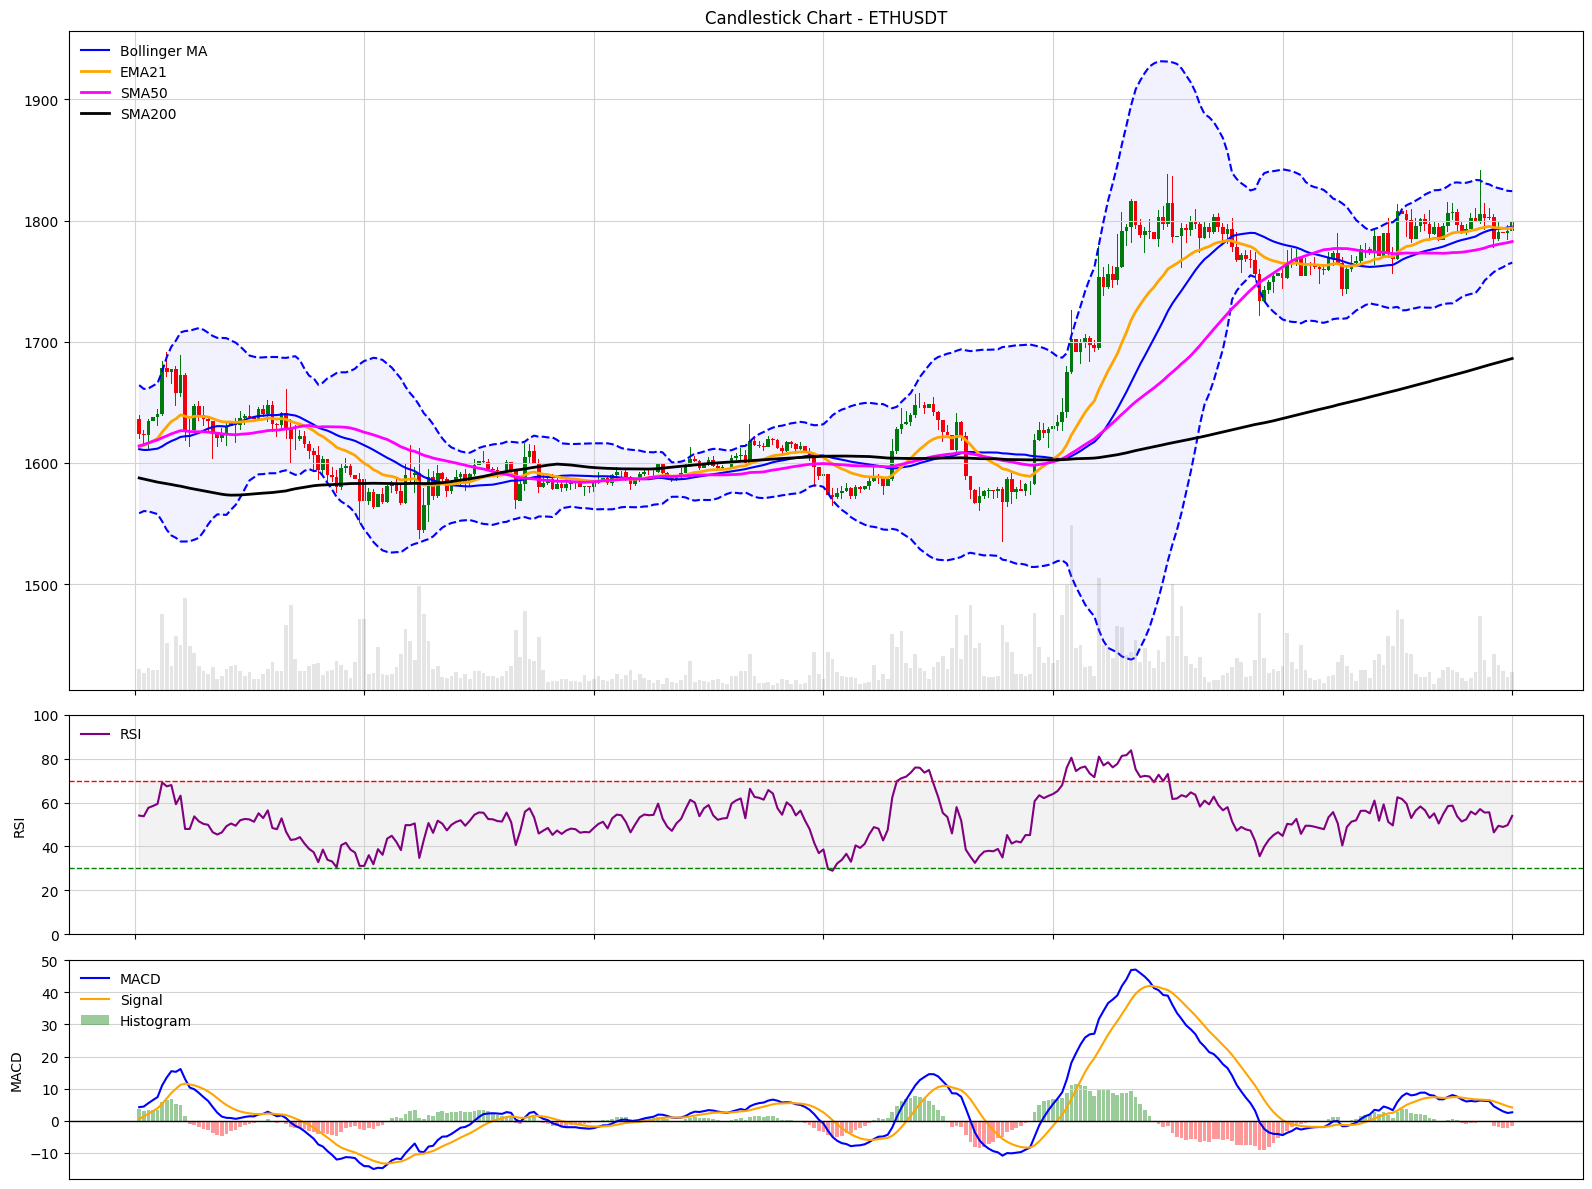 Candlestick Chart - ETHUSDT
Bollinger MA
EMA21
SMA50
SMA200
1900
1800
1700
1600
1500
RSI
100
80
60
40
20
0
RSI
MACD
Signal
Histogram
50
40
30
20
10
0
−10
MACD